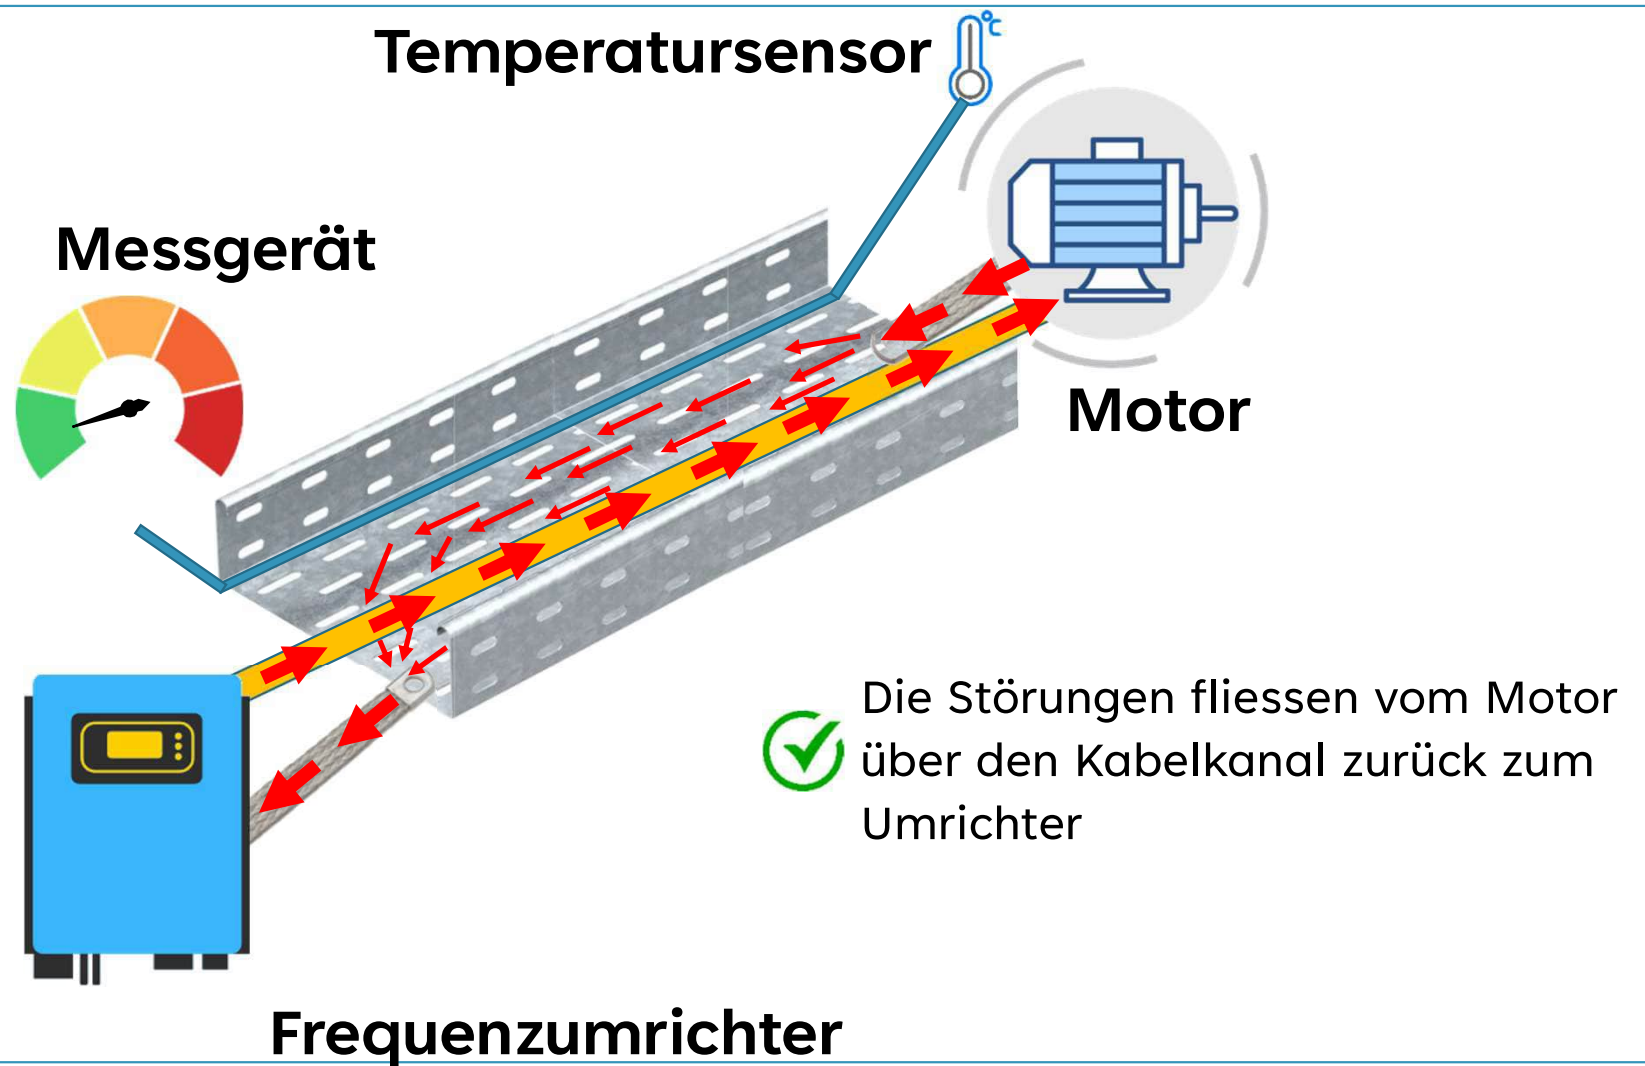 Temperatursensor
°C
Messgerät
Motor
Die Störungen fliessen vom Motor
über den Kabelkanal zurück zum
Umrichter
Frequenzumrichter